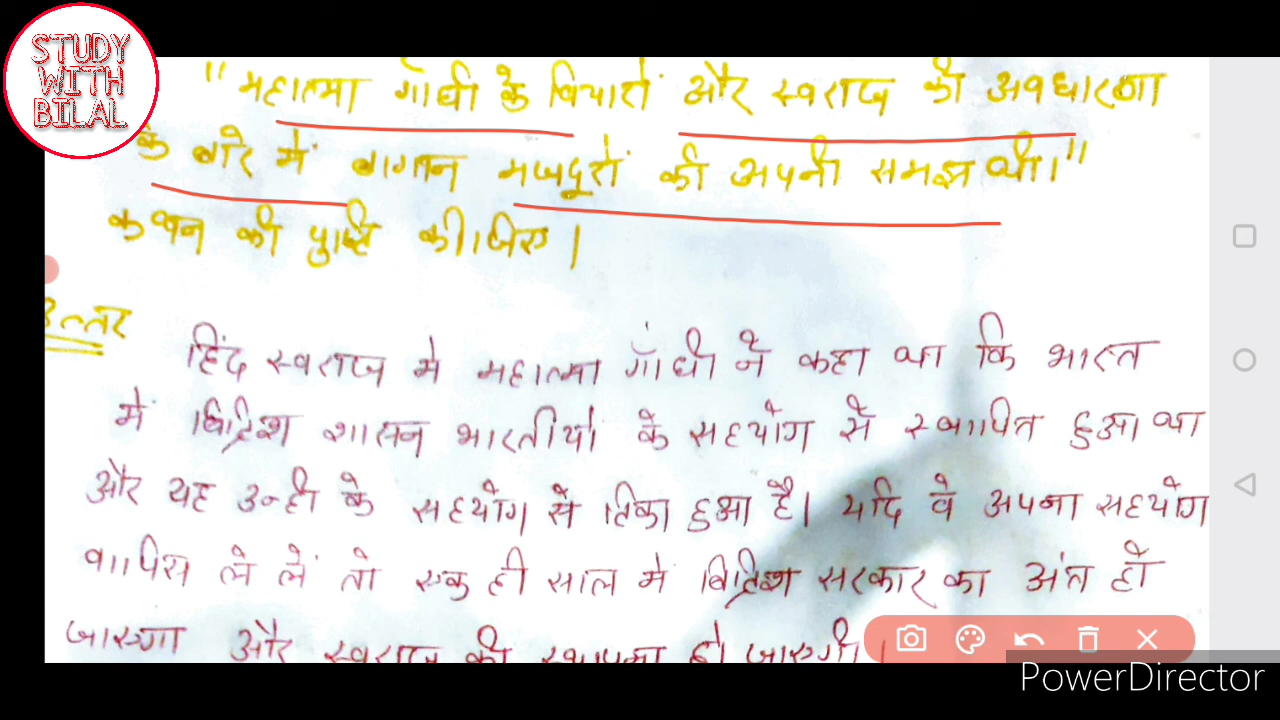 STUDY
WITH
BILAL
"महात्मा गाँधी के विचारों और स्वराज की अवधारणा
के बारे में बागान मजदूरों की अपनी समझ थी।"
कथन की पुष्टि कीजिए।
उत्तर
हिंद स्वराज मे महात्मा गाँधी ने कहा था कि भारत
में ब्रिटिश शासन भारतीयों के सहयोग से स्थापित हुआ था
और यह उन्ही के सहयोग से टिका हुआ है। यदि वे अपना सहयोग
वापिस ले लें तो एक ही साल मे ब्रिटिश सरकार का अंत हो
जाएगा और स्वराज की स्थापना हो जाएगी।
PowerDirector